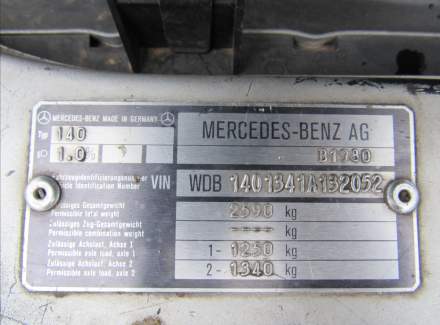 MERCEDES-BENZ MADE IN GERMANY MERCEDES-BENZ AG
Typ 140
1.0% B1780
Fahrzeugidentifizierungsnummer
Vehicle Identification Number VIN WDB 1401341A132052
Zulässiges Gesamtgewicht
Permissible total weight 2590 kg
Zulässiges Zug-Gesamtgewicht
Permissible combination weight ---- kg
Zulässige Achslast, Achse 1
Permissible axle load, axle 1 1- 1250 kg
Zulässige Achslast, Achse 2
Permissible axle load, axle 2 2- 1340 kg